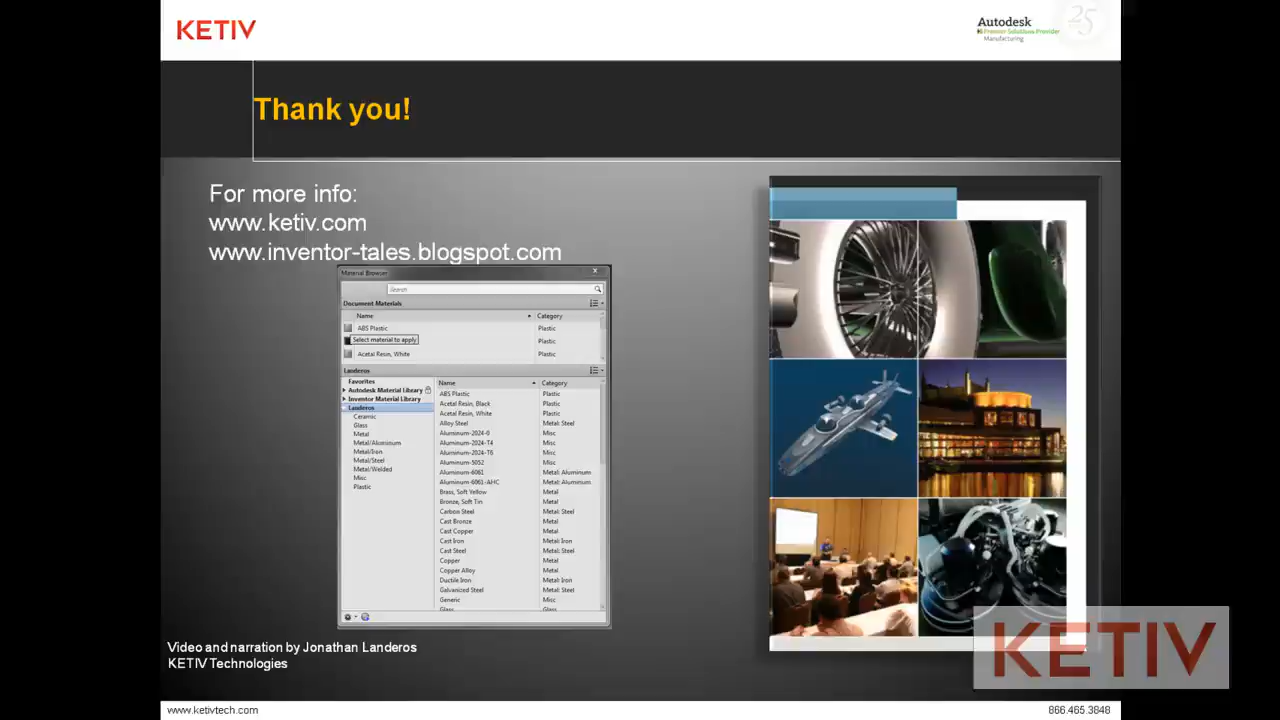 KETIV
Autodesk
Premier Solutions Provider
Manufacturing
25
Thank you!
For more info:
www.ketiv.com
www.inventor-tales.blogspot.com
Material Browser
Search
Document Materials
Name Category
ABS Plastic Plastic
Select material to apply Plastic
Acetal Resin, White Plastic
Landeros
Favorites
Autodesk Material Library
Inventor Material Library
Landeros
Ceramic
Glass
Metal
Metal/Aluminum
Metal/Iron
Metal/Steel
Metal/Welded
Misc
Plastic
Name Category
ABS Plastic Plastic
Acetal Resin, Black Plastic
Acetal Resin, White Plastic
Alloy Steel Metal: Steel
Aluminum-2024-0 Misc
Aluminum-2024-T4 Misc
Aluminum-2024-T6 Misc
Aluminum-5052 Misc
Aluminum-6061 Metal: Aluminum
Aluminum-6061-AHC Metal: Aluminum
Brass, Soft Yellow Metal
Bronze, Soft Tin Metal
Carbon Steel Metal: Steel
Cast Bronze Metal
Cast Copper Metal
Cast Iron Metal: Iron
Cast Steel Metal: Steel
Copper Metal
Copper Alloy Metal
Ductile Iron Metal: Iron
Galvanized Steel Metal: Steel
Generic Misc
Glass Glass
Video and narration by Jonathan Landeros
KETIV Technologies
KETIV
www.ketivtech.com
866.465.3848